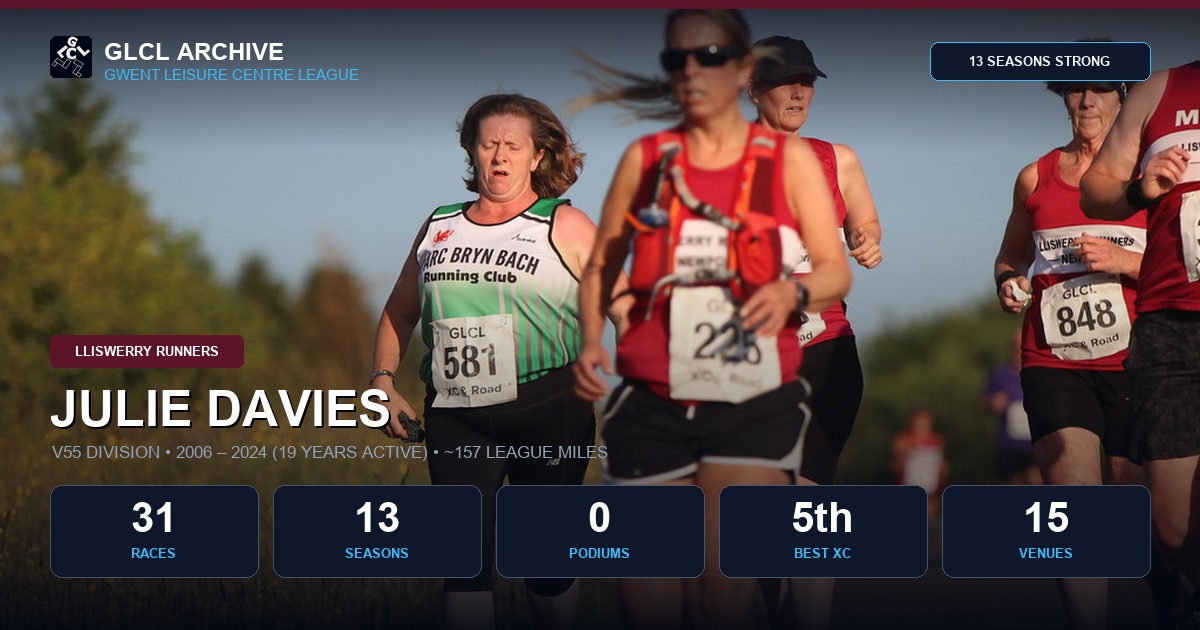 GLCL ARCHIVE
GWENT LEISURE CENTRE LEAGUE
13 SEASONS STRONG
ARC BRYN BACH
Running Club
GLCL
581
XC & Road
LLISWERRY RUNNERS
GLCL
848
XC & Road
LLISWERRY RUNNERS
JULIE DAVIES
V55 DIVISION • 2006 – 2024 (19 YEARS ACTIVE) • ~157 LEAGUE MILES
31
RACES
13
SEASONS
0
PODIUMS
5th
BEST XC
15
VENUES